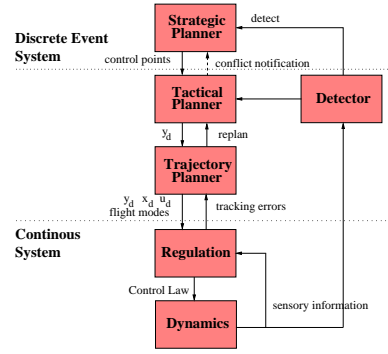 Strategic
Planner
detect
Discrete Event
System
control points
conflict notification
Tactical
Planner
Detector
y_d
replan
Trajectory
Planner
y_d x_d u_d
flight modes
tracking errors
Continous
System
Regulation
Control Law
sensory information
Dynamics